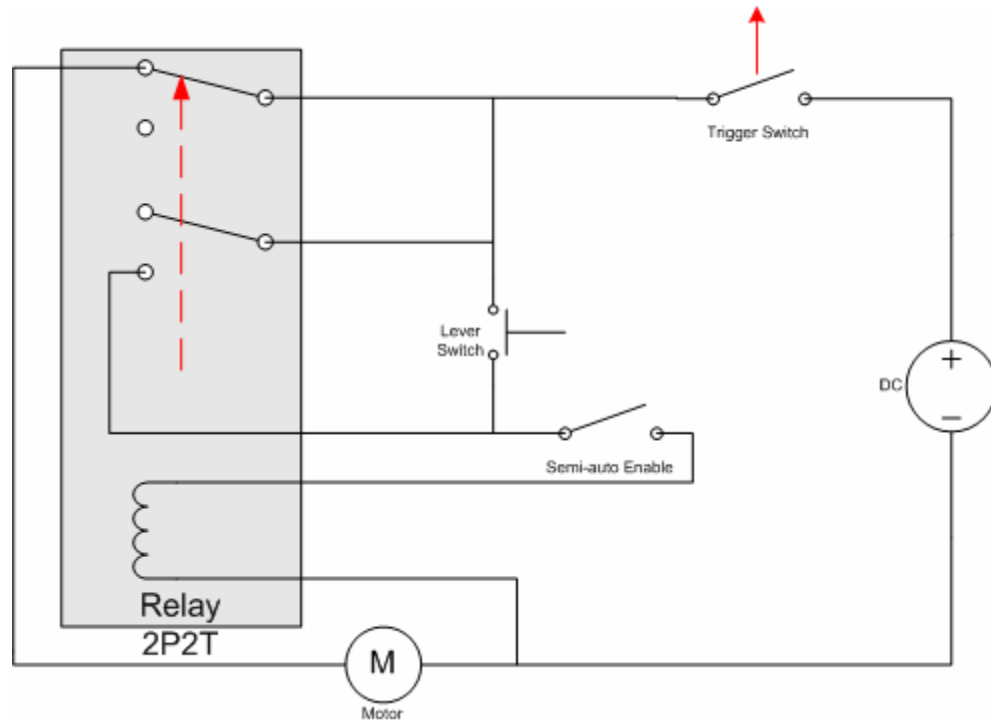 Trigger Switch
Lever
Switch
DC
+
−
Semi-auto Enable
Relay
2P2T
M
Motor